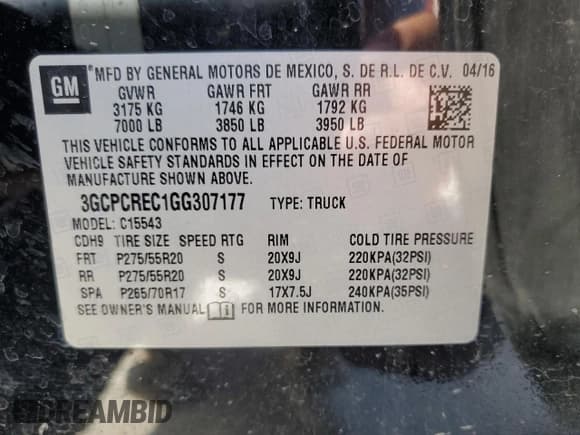 GM ®MFD BY GENERAL MOTORS DE MEXICO, S. DE R.L. DE C.V. 04/16
GVWR GAWR FRT GAWR RR
3175 KG 1746 KG 1792 KG
7000 LB 3850 LB 3950 LB
THIS VEHICLE CONFORMS TO ALL APPLICABLE U.S. FEDERAL MOTOR
VEHICLE SAFETY STANDARDS IN EFFECT ON THE DATE OF
MANUFACTURE SHOWN ABOVE.
3GCPCREC1GG307177 TYPE: TRUCK
MODEL: C15543
CDH9 TIRE SIZE SPEED RTG RIM COLD TIRE PRESSURE
FRT P275/55R20 S 20X9J 220KPA(32PSI)
RR P275/55R20 S 20X9J 220KPA(32PSI)
SPA P265/70R17 S 17X7.5J 240KPA(35PSI)
SEE OWNER'S MANUAL FOR MORE INFORMATION.
DREAMBID